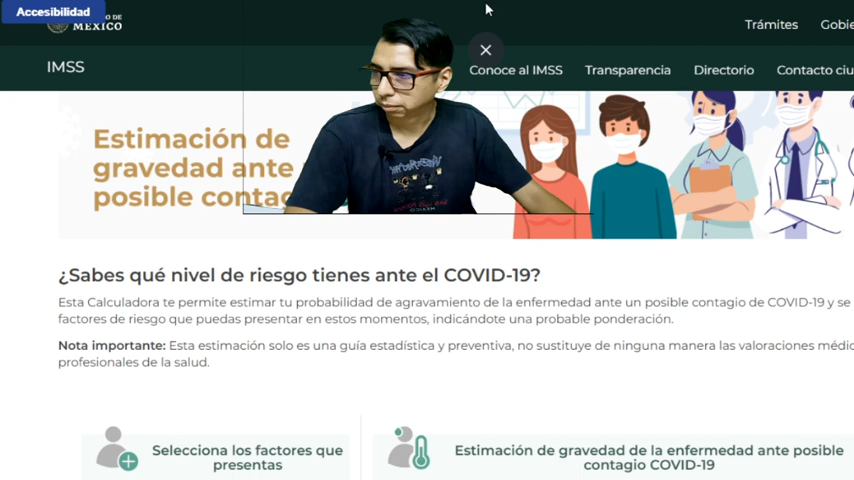 Accesibilidad
MÉXICO
Trámites
IMSS
Conoce al IMSS
Transparencia
Directorio
Contacto
Estimación de
gravedad ante
posible
¿Sabes qué nivel de riesgo tienes ante el COVID-19?
Esta Calculadora te permite estimar tu probabilidad de agravamiento de la enfermedad ante un posible contagio de COVID-19 y se
factores de riesgo que puedas presentar en estos momentos, indicándote una probable ponderación.
Nota importante: Esta estimación solo es una guía estadística y preventiva, no sustituye de ninguna manera las valoraciones
profesionales de la salud.
Selecciona los factores que
presentas
Estimación de gravedad de la enfermedad ante posible
contagio COVID-19